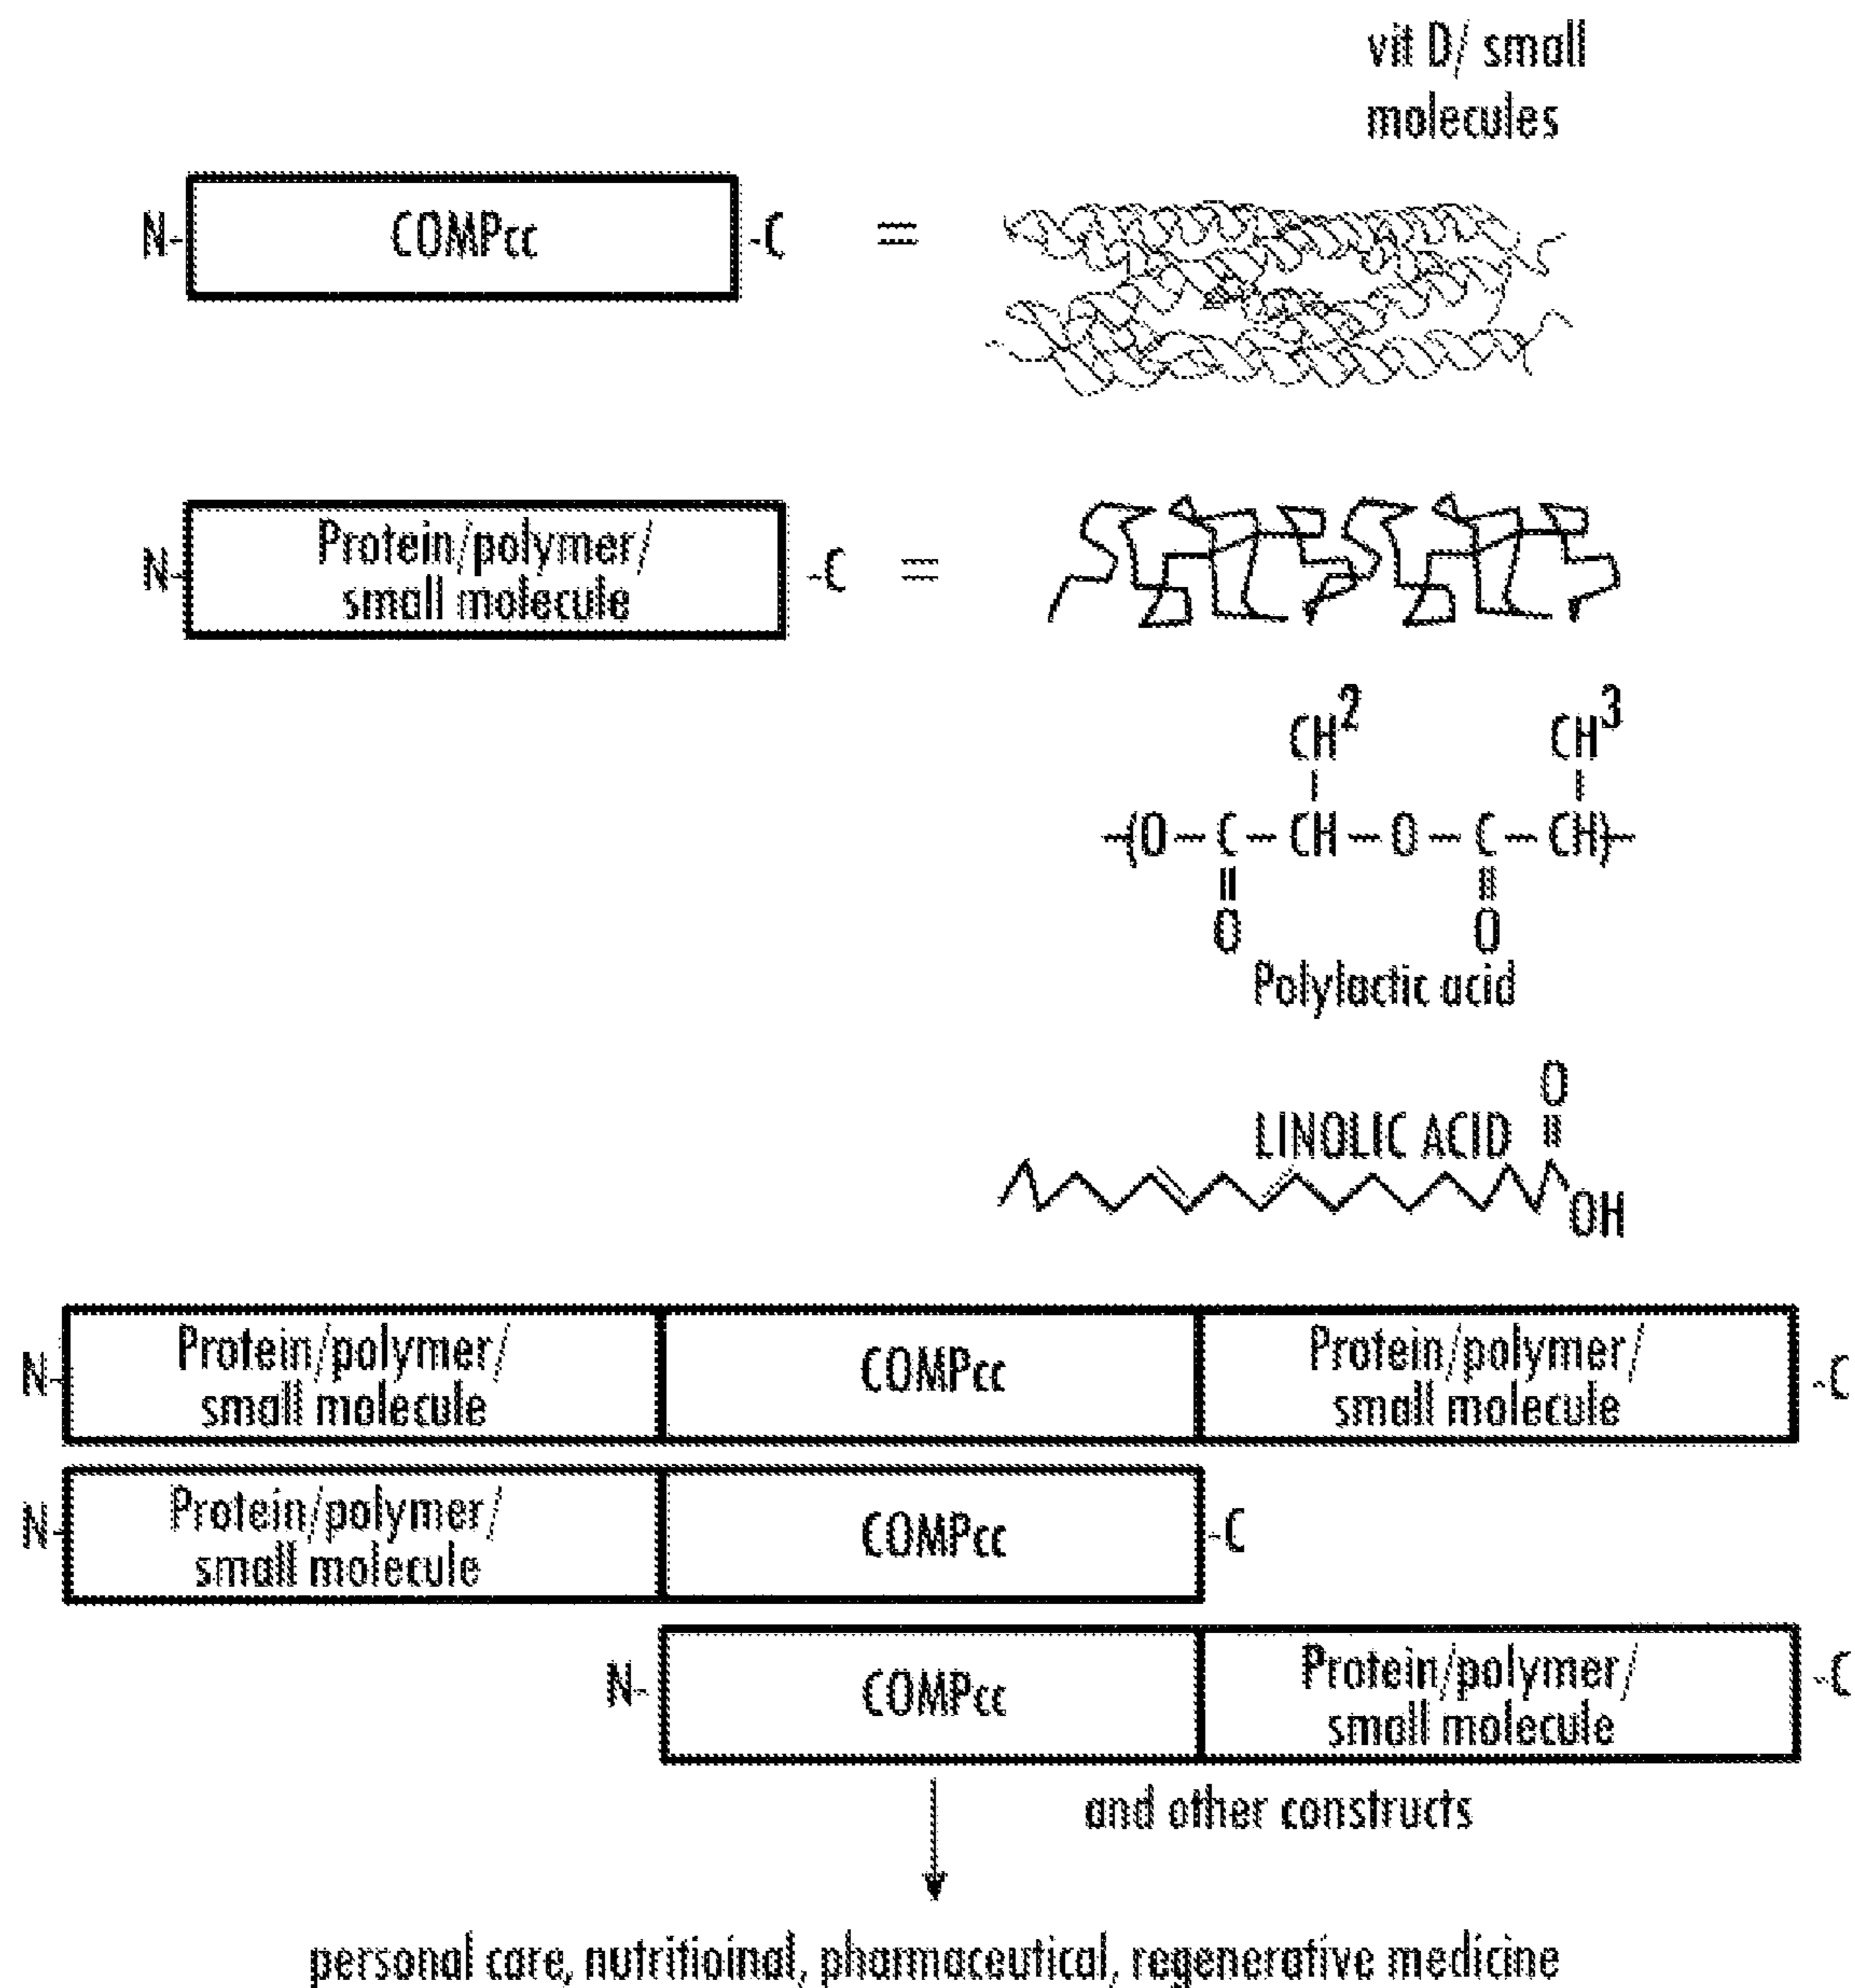 vit D/ small
molecules
N- COMPcc -C =
N- Protein/polymer/
small molecule -C =
CH2 CH3
-(O-C-CH-O-C-CH)-
O O
Polylactic acid
O
LINOLIC ACID
OH
N- Protein/polymer/
small molecule COMPcc Protein/polymer/
small molecule -C
N- Protein/polymer/
small molecule COMPcc -C
N- COMPcc Protein/polymer/
small molecule -C
and other constructs
personal care, nutritioinal, pharmaceutical, regenerative medicine